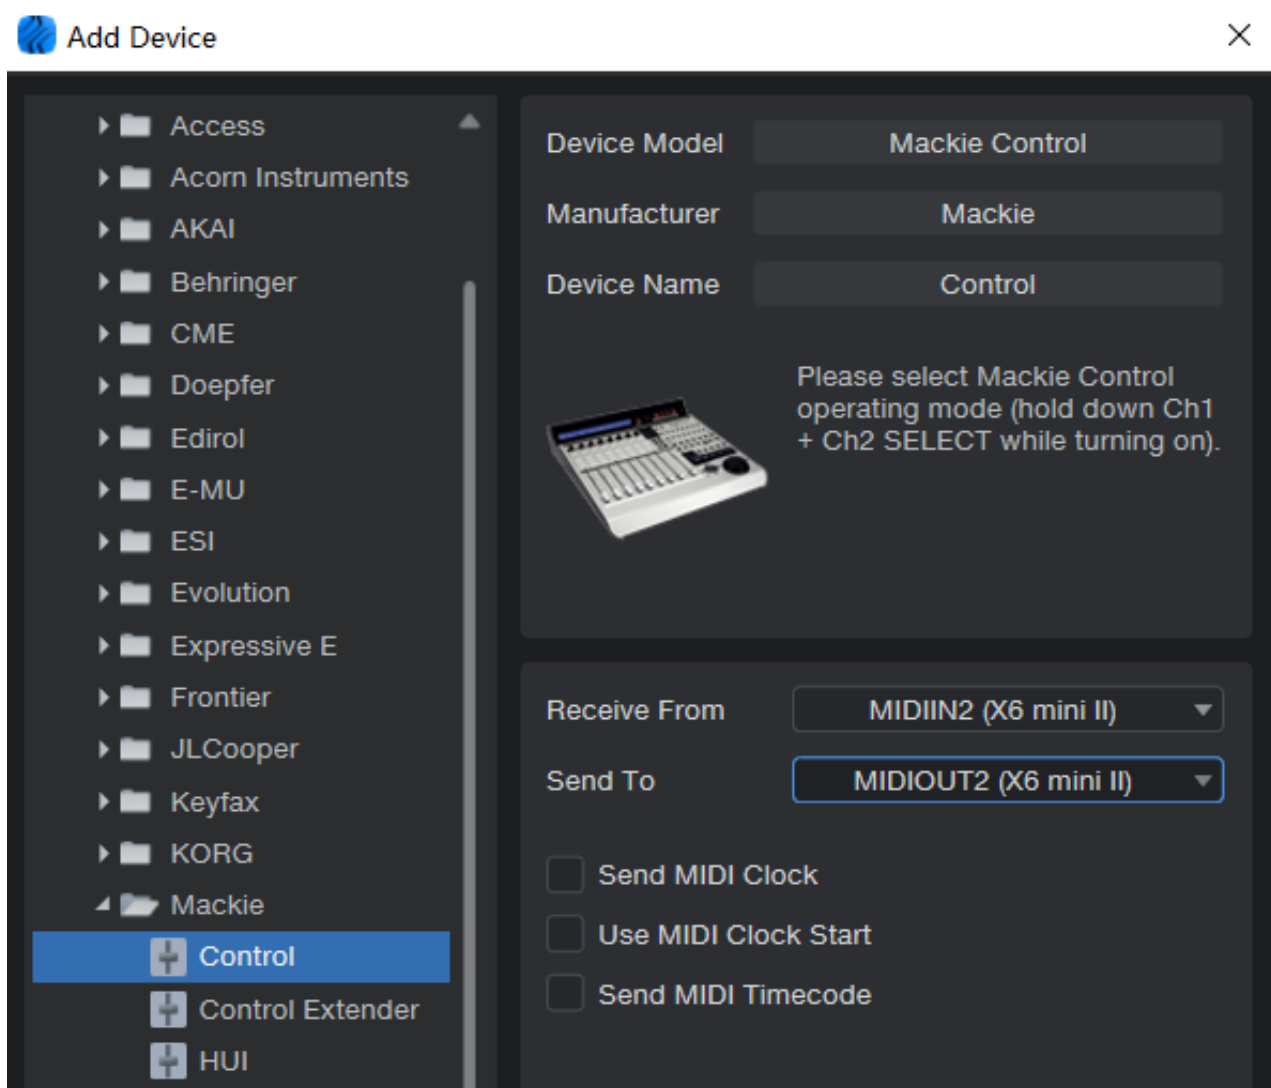 Add Device
Access
Acorn Instruments
AKAI
Behringer
CME
Doepfer
Edirol
E-MU
ESI
Evolution
Expressive E
Frontier
JLCooper
Keyfax
KORG
Mackie
Control
Control Extender
HUI
Device Model
Mackie Control
Manufacturer
Mackie
Device Name
Control
Please select Mackie Control
operating mode (hold down Ch1
+ Ch2 SELECT while turning on).
Receive From
MIDIIN2 (X6 mini II)
Send To
MIDIOUT2 (X6 mini II)
Send MIDI Clock
Use MIDI Clock Start
Send MIDI Timecode